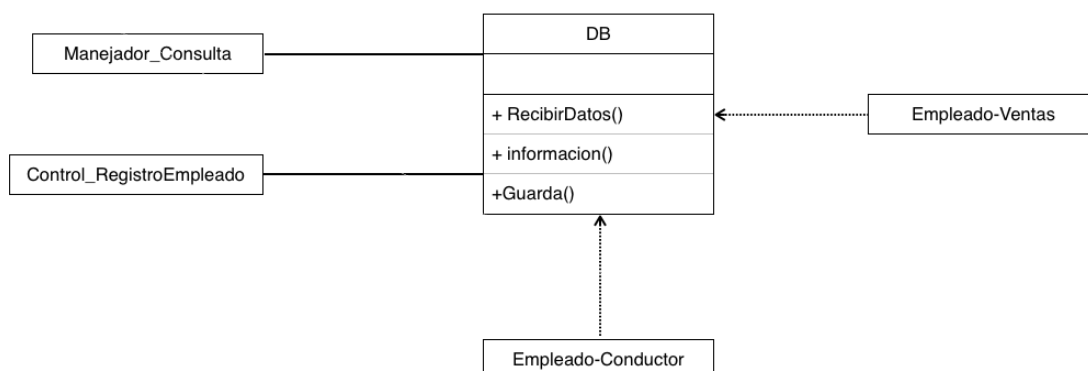 DB
Manejador_Consulta
+ RecibirDatos()
Empleado-Ventas
+ informacion()
Control_RegistroEmpleado
+Guarda()
Empleado-Conductor